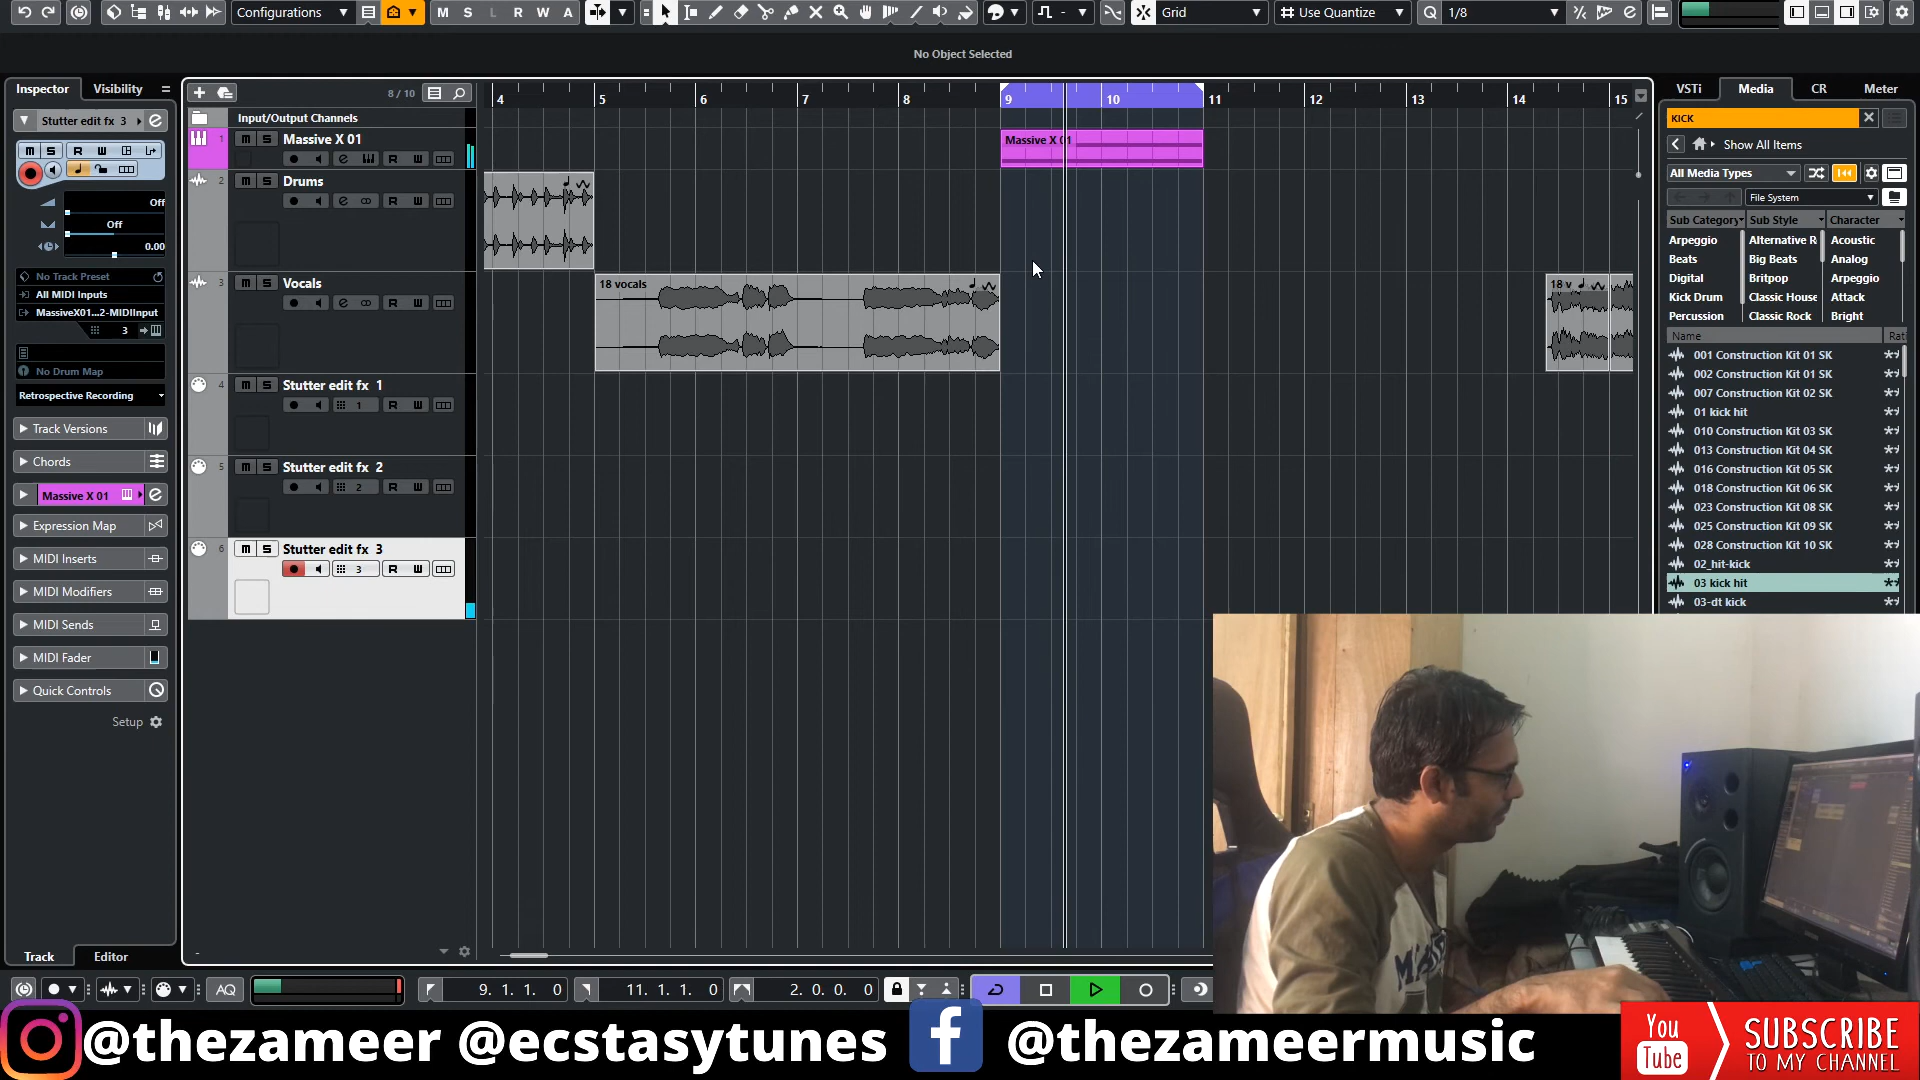 Configurations
M S L R W A
Grid
Use Quantize
Q 1/8
No Object Selected
Inspector Visibility
8 / 10
4 5 6 7 8 9 10 11 12 13 14 15
VSTi Media CR Meter
Stutter edit fx 3
Input/Output Channels
KICK
M S R W
1 Massive X 01
R W
Massive X 01
Show All Items
All Media Types
2 Drums
M S
R W
File System
Off
Off
0.00
Sub Category Sub Style Character
Arpeggio Alternative R Acoustic
Beats Big Beats Analog
Digital Britpop Arpeggio
Kick Drum Classic House Attack
Percussion Classic Rock Bright
No Track Preset
All MIDI Inputs
MassiveX01...2-MIDIInput
3
3 Vocals
M S
R W
18 vocals
18 v
Name Rati
No Drum Map
Retrospective Recording
4 Stutter edit fx 1
M S
1 R W
001 Construction Kit 01 SK
002 Construction Kit 01 SK
007 Construction Kit 02 SK
01 kick hit
010 Construction Kit 03 SK
013 Construction Kit 04 SK
016 Construction Kit 05 SK
018 Construction Kit 06 SK
023 Construction Kit 08 SK
025 Construction Kit 09 SK
028 Construction Kit 10 SK
02_hit-kick
03 kick hit
03-dt kick
Track Versions
Chords
Massive X 01
Expression Map
MIDI Inserts
MIDI Modifiers
MIDI Sends
MIDI Fader
Quick Controls
Setup
5 Stutter edit fx 2
M S
2 R W
6 Stutter edit fx 3
M S
3 R W
Track Editor
AQ
9. 1. 1. 0
11. 1. 1. 0
2. 0. 0. 0
@thezameer @ecstasytunes
@thezameermusic
You
Tube
SUBSCRIBE
TO MY CHANNEL